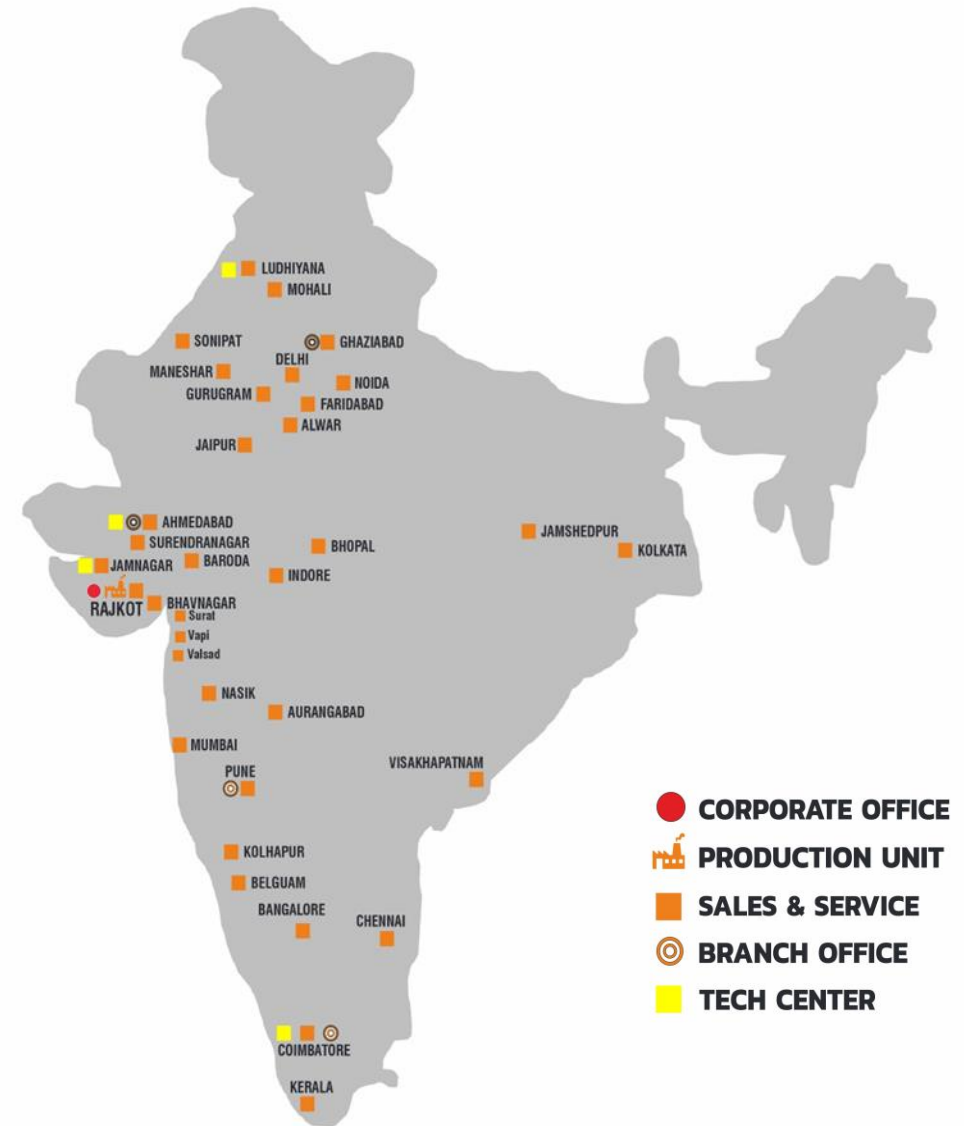 LUDHIYANA
MOHALI
SONIPAT
GHAZIABAD
DELHI
MANESHAR
NOIDA
GURUGRAM
FARIDABAD
ALWAR
JAIPUR
AHMEDABAD
SURENDRANAGAR
JAMSHEDPUR
BHOPAL
KOLKATA
BARODA
JAMNAGAR
INDORE
RAJKOT
BHAVNAGAR
Surat
Vapi
Valsad
NASIK
AURANGABAD
MUMBAI
VISAKHAPATNAM
PUNE
KOLHAPUR
BELGUAM
BANGALORE
CHENNAI
COIMBATORE
KERALA
CORPORATE OFFICE
PRODUCTION UNIT
SALES & SERVICE
BRANCH OFFICE
TECH CENTER